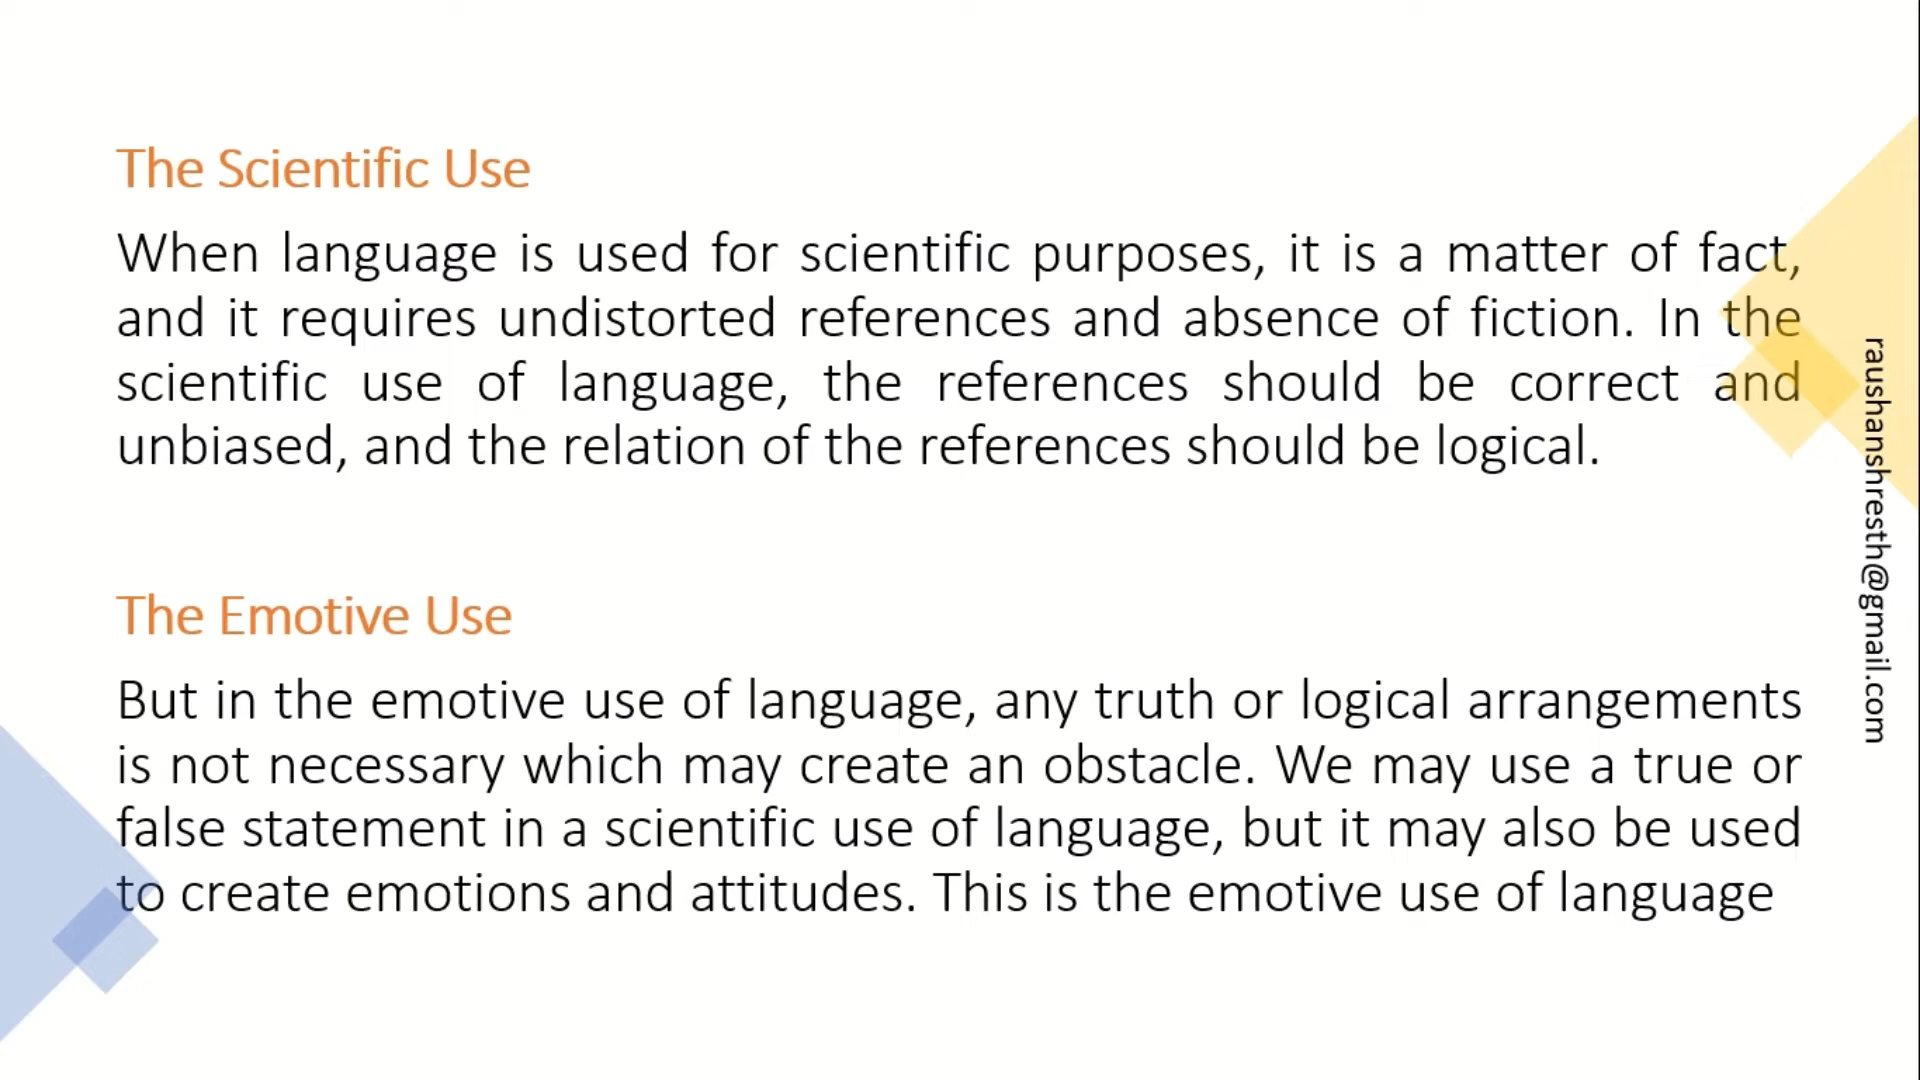 The Scientific Use
When language is used for scientific purposes, it is a matter of fact,
and it requires undistorted references and absence of fiction. In the
scientific use of language, the references should be correct and
unbiased, and the relation of the references should be logical.
The Emotive Use
But in the emotive use of language, any truth or logical arrangements
is not necessary which may create an obstacle. We may use a true or
false statement in a scientific use of language, but it may also be used
to create emotions and attitudes. This is the emotive use of language
raushanshresth@gmail.com